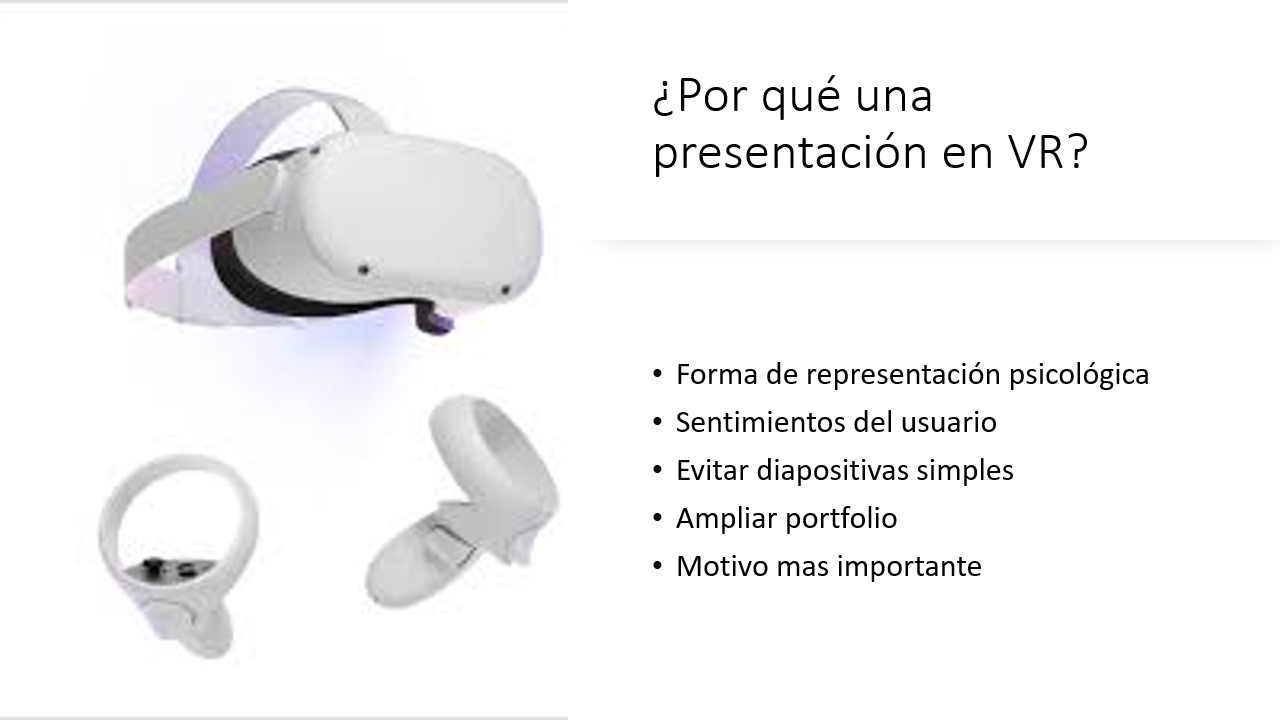 ¿Por qué una
presentación en VR?
• Forma de representación psicológica
• Sentimientos del usuario
• Evitar diapositivas simples
• Ampliar portfolio
• Motivo mas importante